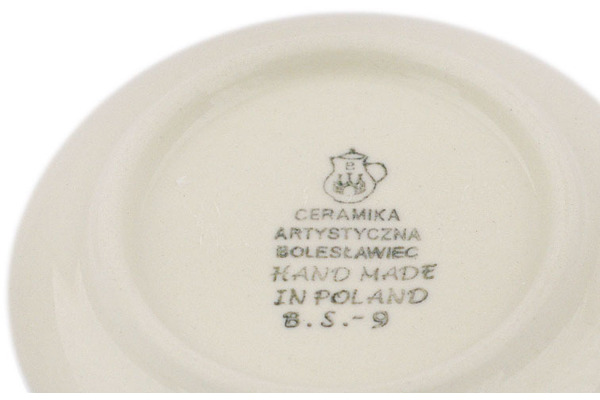 B
CERAMIKA
ARTYSTYCZNA
BOLESŁAWIEC
HAND MADE
IN POLAND
B.S.-9